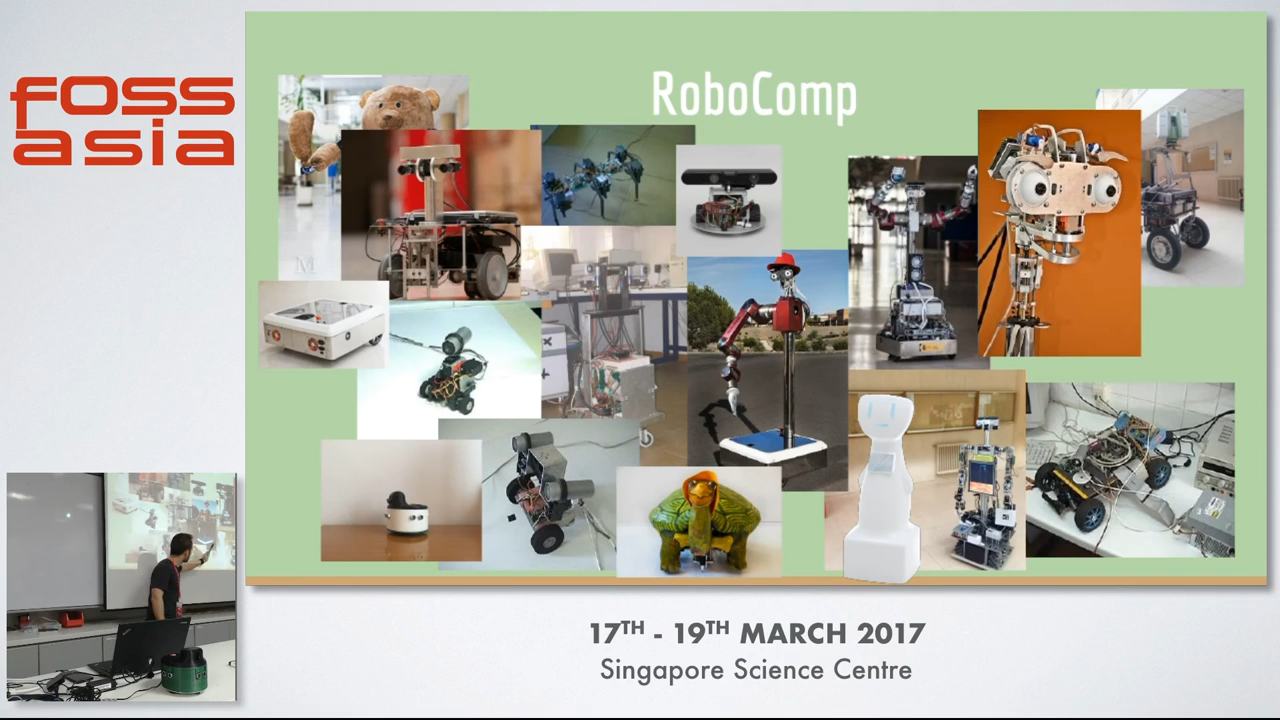 foss
asia
RoboComp
M
17TH - 19TH MARCH 2017
Singapore Science Centre